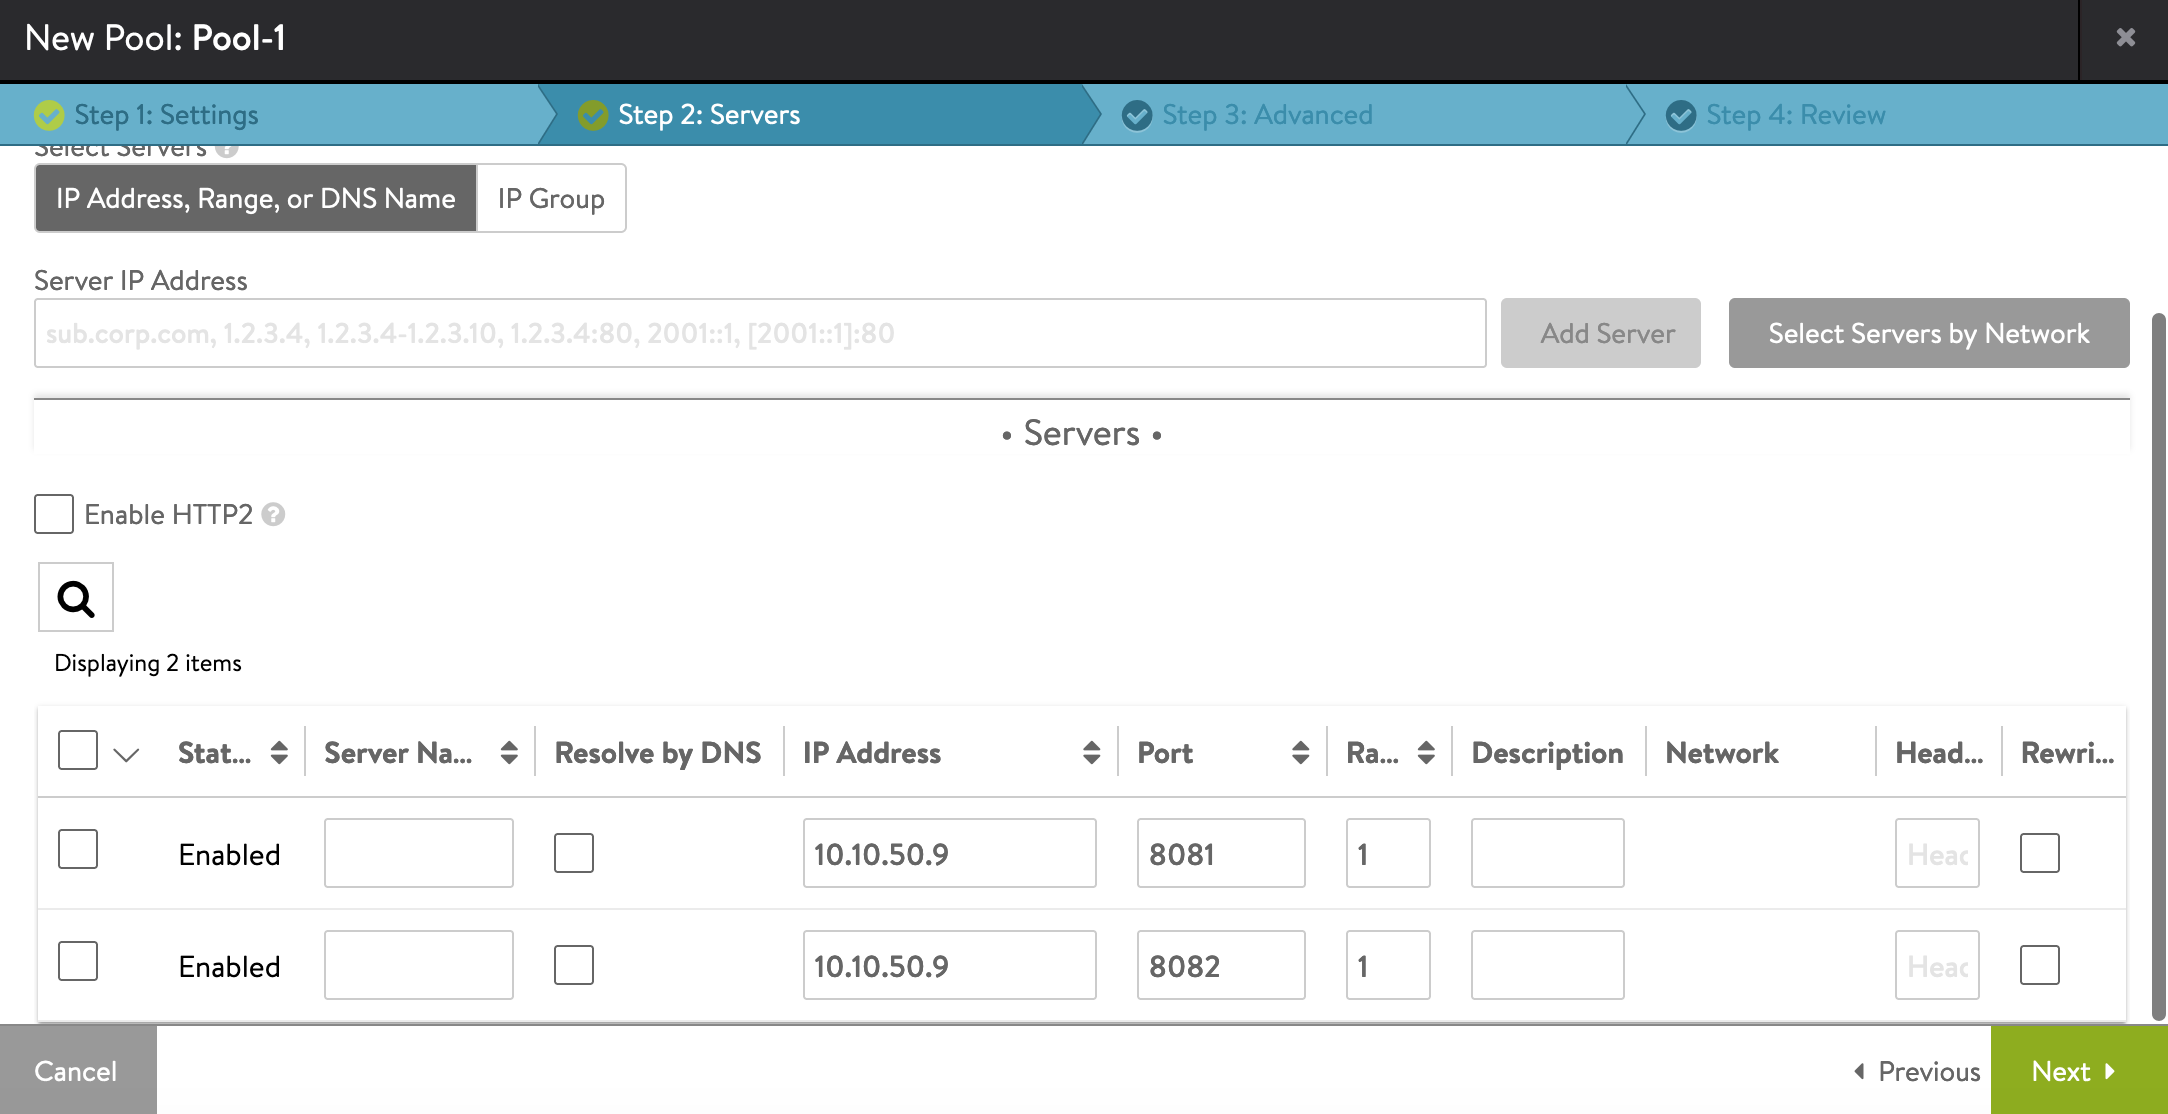 New Pool: Pool-1
Step 1: Settings
Step 2: Servers
Step 3: Advanced
Step 4: Review
Select Servers ?
IP Address, Range, or DNS Name
IP Group
Server IP Address
sub.corp.com, 1.2.3.4, 1.2.3.4-1.2.3.10, 1.2.3.4:80, 2001::1, [2001::1]:80
Add Server
Select Servers by Network
• Servers •
Enable HTTP2 ?
Displaying 2 items
Stat... Server Na... Resolve by DNS IP Address Port Ra... Description Network Head... Rewri...
Enabled 10.10.50.9 8081 1 Head
Enabled 10.10.50.9 8082 1 Head
Cancel
Previous
Next